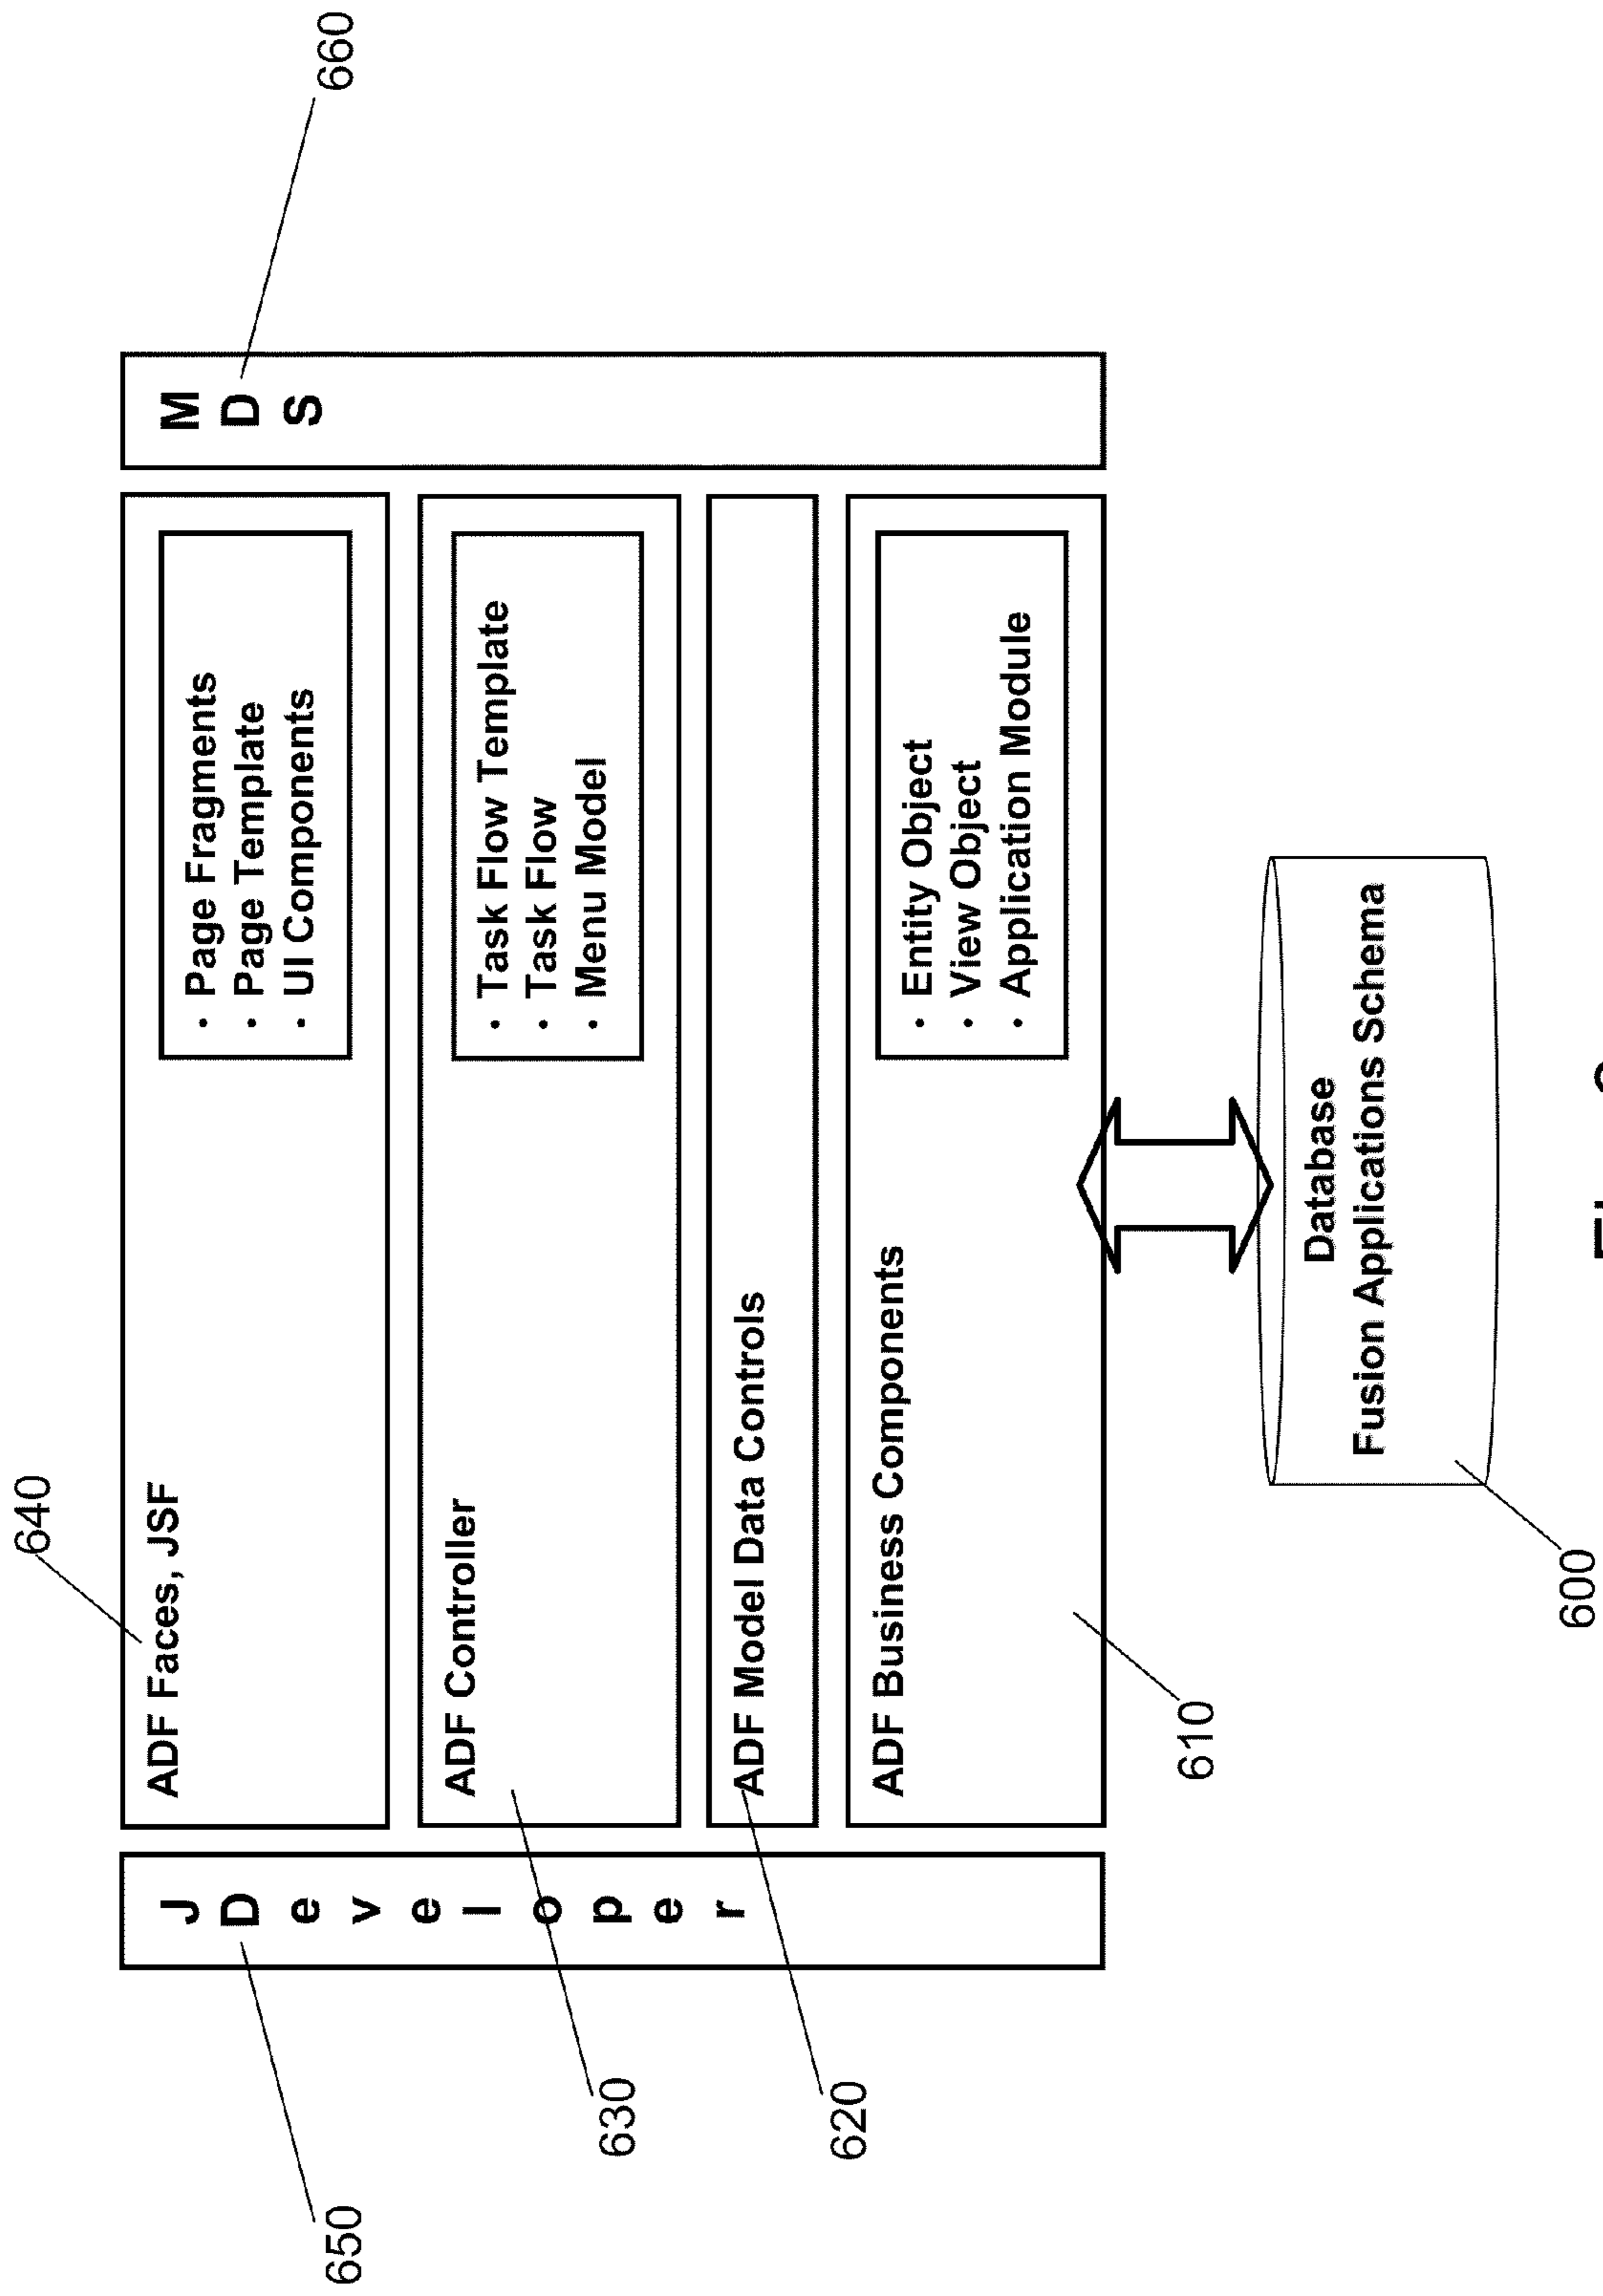 640
660
ADF Faces, JSF
• Page Fragments
• Page Template
• UI Components
JDeveloper
MDS
650
ADF Controller
• Task Flow Template
• Task Flow
• Menu Model
630
ADF Model Data Controls
620
ADF Business Components
• Entity Object
• View Object
• Application Module
610
Database
Fusion Applications Schema
600